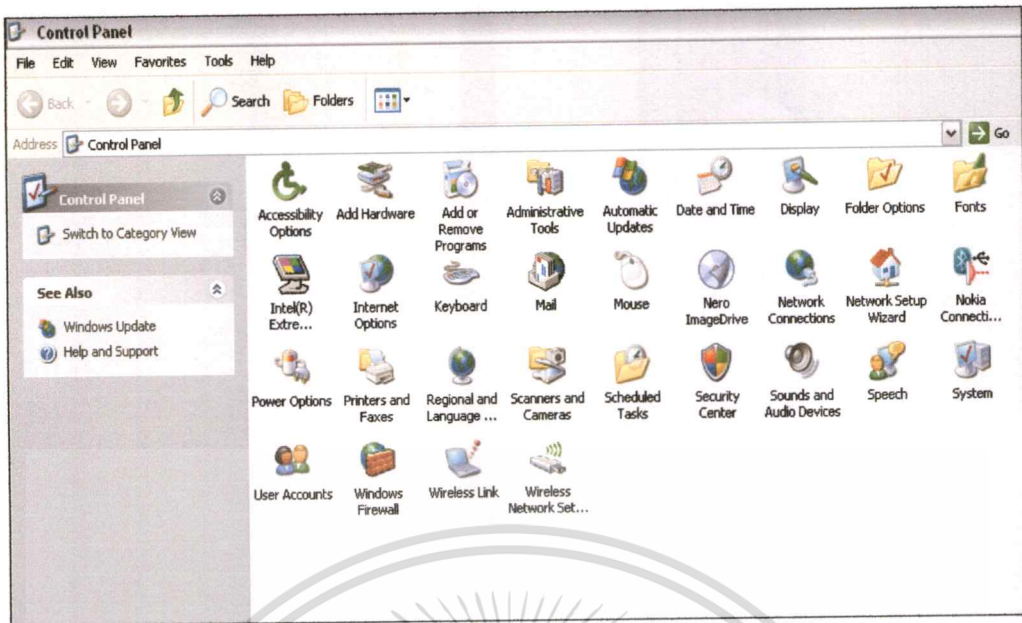 Control Panel
File Edit View Favorites Tools Help
Back Search Folders
Address Control Panel Go
Control Panel
Switch to Category View
See Also
Windows Update
Help and Support
Accessibility Options
Add Hardware
Add or Remove Programs
Administrative Tools
Automatic Updates
Date and Time
Display
Folder Options
Fonts
Intel(R) Extre...
Internet Options
Keyboard
Mail
Mouse
Nero ImageDrive
Network Connections
Network Setup Wizard
Nokia Connecti...
Power Options
Printers and Faxes
Regional and Language ...
Scanners and Cameras
Scheduled Tasks
Security Center
Sounds and Audio Devices
Speech
System
User Accounts
Windows Firewall
Wireless Link
Wireless Network Set...